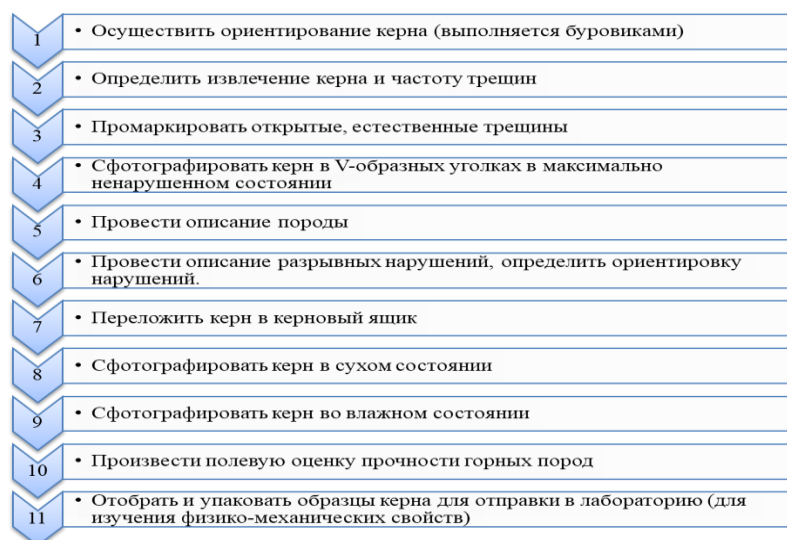 1 • Осуществить ориентирование керна (выполняется буровиками)
2 • Определить извлечение керна и частоту трещин
3 • Промаркировать открытые, естественные трещины
4 • Сфотографировать керн в V-образных уголках в максимально
ненарушенном состоянии
5 • Провести описание породы
6 • Провести описание разрывных нарушений, определить ориентировку
нарушений.
7 • Переложить керн в керновый ящик
8 • Сфотографировать керн в сухом состоянии
9 • Сфотографировать керн во влажном состоянии
10 • Произвести полевую оценку прочности горных пород
11 • Отобрать и упаковать образцы керна для отправки в лабораторию (для
изучения физико-механических свойств)